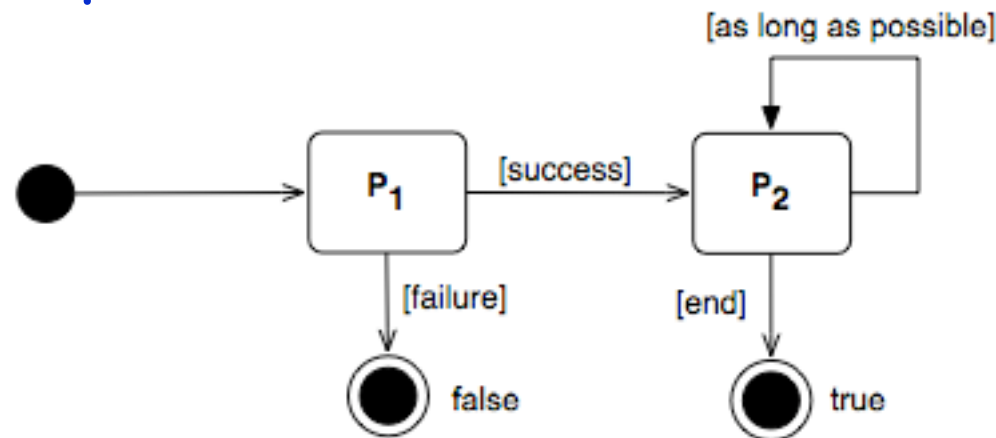 [as long as possible]
P1
[success]
P2
[failure]
[end]
false
true